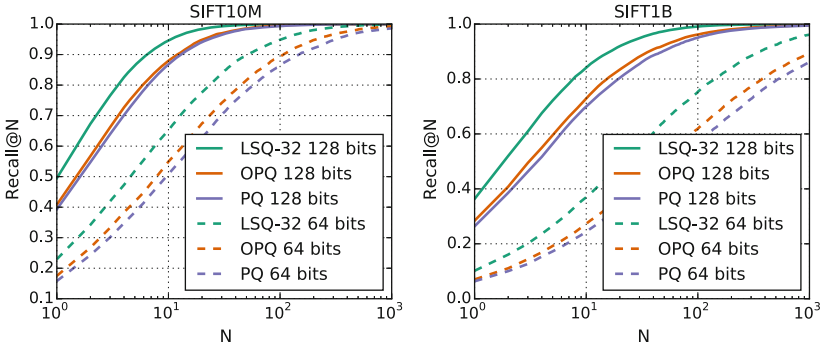 SIFT10M
1.0
0.9
0.8
0.7
0.6
0.5
0.4
0.3
0.2
0.1
Recall@N
10^0
10^1
10^2
10^3
N
LSQ-32 128 bits
OPQ 128 bits
PQ 128 bits
LSQ-32 64 bits
OPQ 64 bits
PQ 64 bits
SIFT1B
1.0
0.8
0.6
0.4
0.2
0.0
Recall@N
10^0
10^1
10^2
10^3
N
LSQ-32 128 bits
OPQ 128 bits
PQ 128 bits
LSQ-32 64 bits
OPQ 64 bits
PQ 64 bits